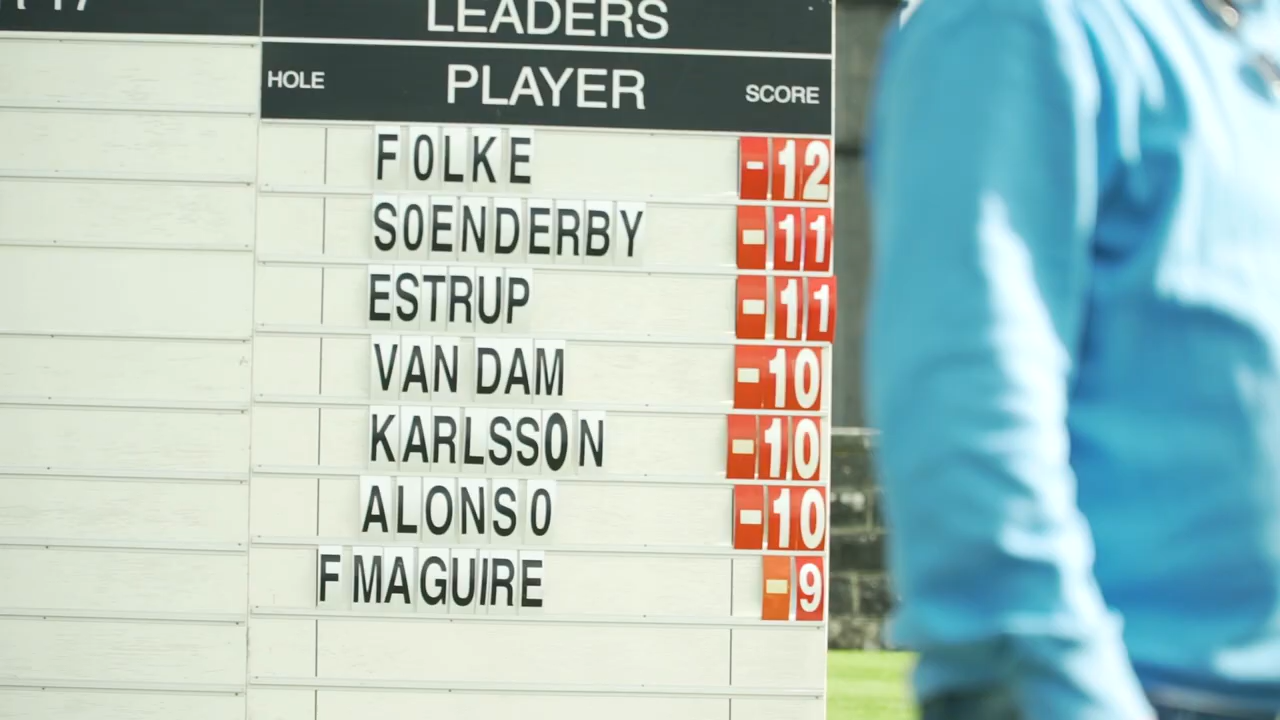 17
LEADERS
HOLE PLAYER SCORE
FOLKE -12
SOENDERBY -11
ESTRUP -11
VAN DAM -10
KARLSSON -10
ALONSO -10
F MAGUIRE -9